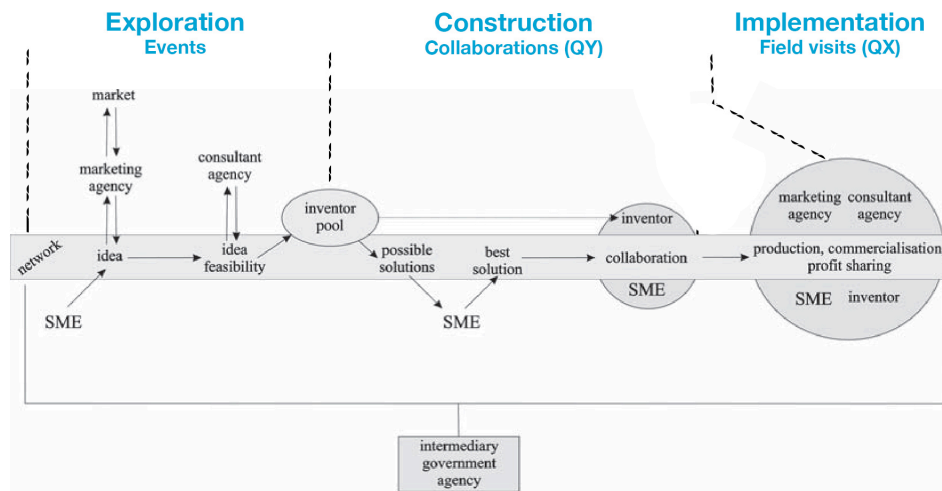 Exploration
Events
Construction
Collaborations (QY)
Implementation
Field visits (QX)
market
marketing
agency
consultant
agency
inventor
pool
network
idea
idea
feasibility
possible
solutions
best
solution
SME
SME
inventor
collaboration
SME
marketing consultant
agency agency
production, commercialisation
profit sharing
SME inventor
intermediary
government
agency